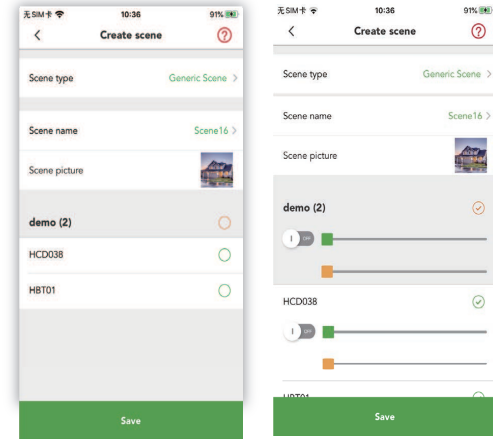 无SIM卡 10:36 91%
Create scene ?
Scene type Generic Scene >
Scene name Scene16 >
Scene picture
demo (2)
HCD038
HBT01
Save
无SIM卡 10:36 91%
Create scene ?
Scene type Generic Scene >
Scene name Scene16 >
Scene picture
demo (2)
I OFF
HCD038
I OFF
HBT01
Save